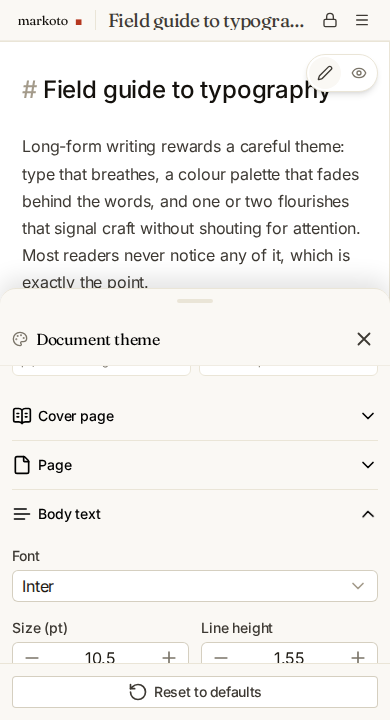 markoto
Field guide to typogra...
# Field guide to typography
Long-form writing rewards a careful theme:
type that breathes, a colour palette that fades
behind the words, and one or two flourishes
that signal craft without shouting for attention.
Most readers never notice any of it, which is
exactly the point.
Document theme
Cover page
Page
Body text
Font
Inter
Size (pt)
Line height
10.5
1.55
Reset to defaults